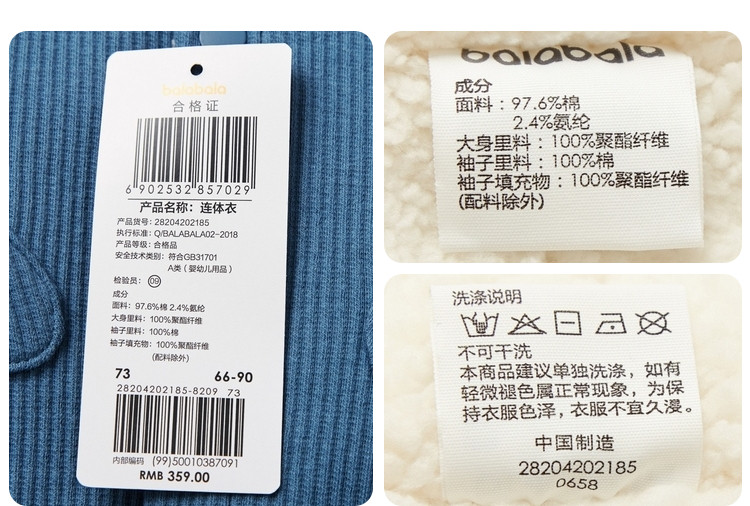 balabala
合格证
6 902532 857029
产品名称：连体衣
产品货号：28204202185
执行标准：Q/BALABALA02-2018
产品等级：合格品
安全技术类别：符合GB31701
A类（婴幼儿用品）
检验员：09
成分
面料：97.6%棉 2.4%氨纶
大身里料：100%聚酯纤维
袖子里料：100%棉
袖子填充物：100%聚酯纤维
(配料除外)
73 66-90
28204202185-8209 73
内部编码 (99)50010387091
RMB 359.00
balabala
成分
面料：97.6%棉
2.4%氨纶
大身里料：100%聚酯纤维
袖子里料：100%棉
袖子填充物：100%聚酯纤维
(配料除外)
洗涤说明
不可干洗
本商品建议单独洗涤，如有
轻微褪色属正常现象，为保
持衣服色泽，衣服不宜久浸。
中国制造
28204202185
0658